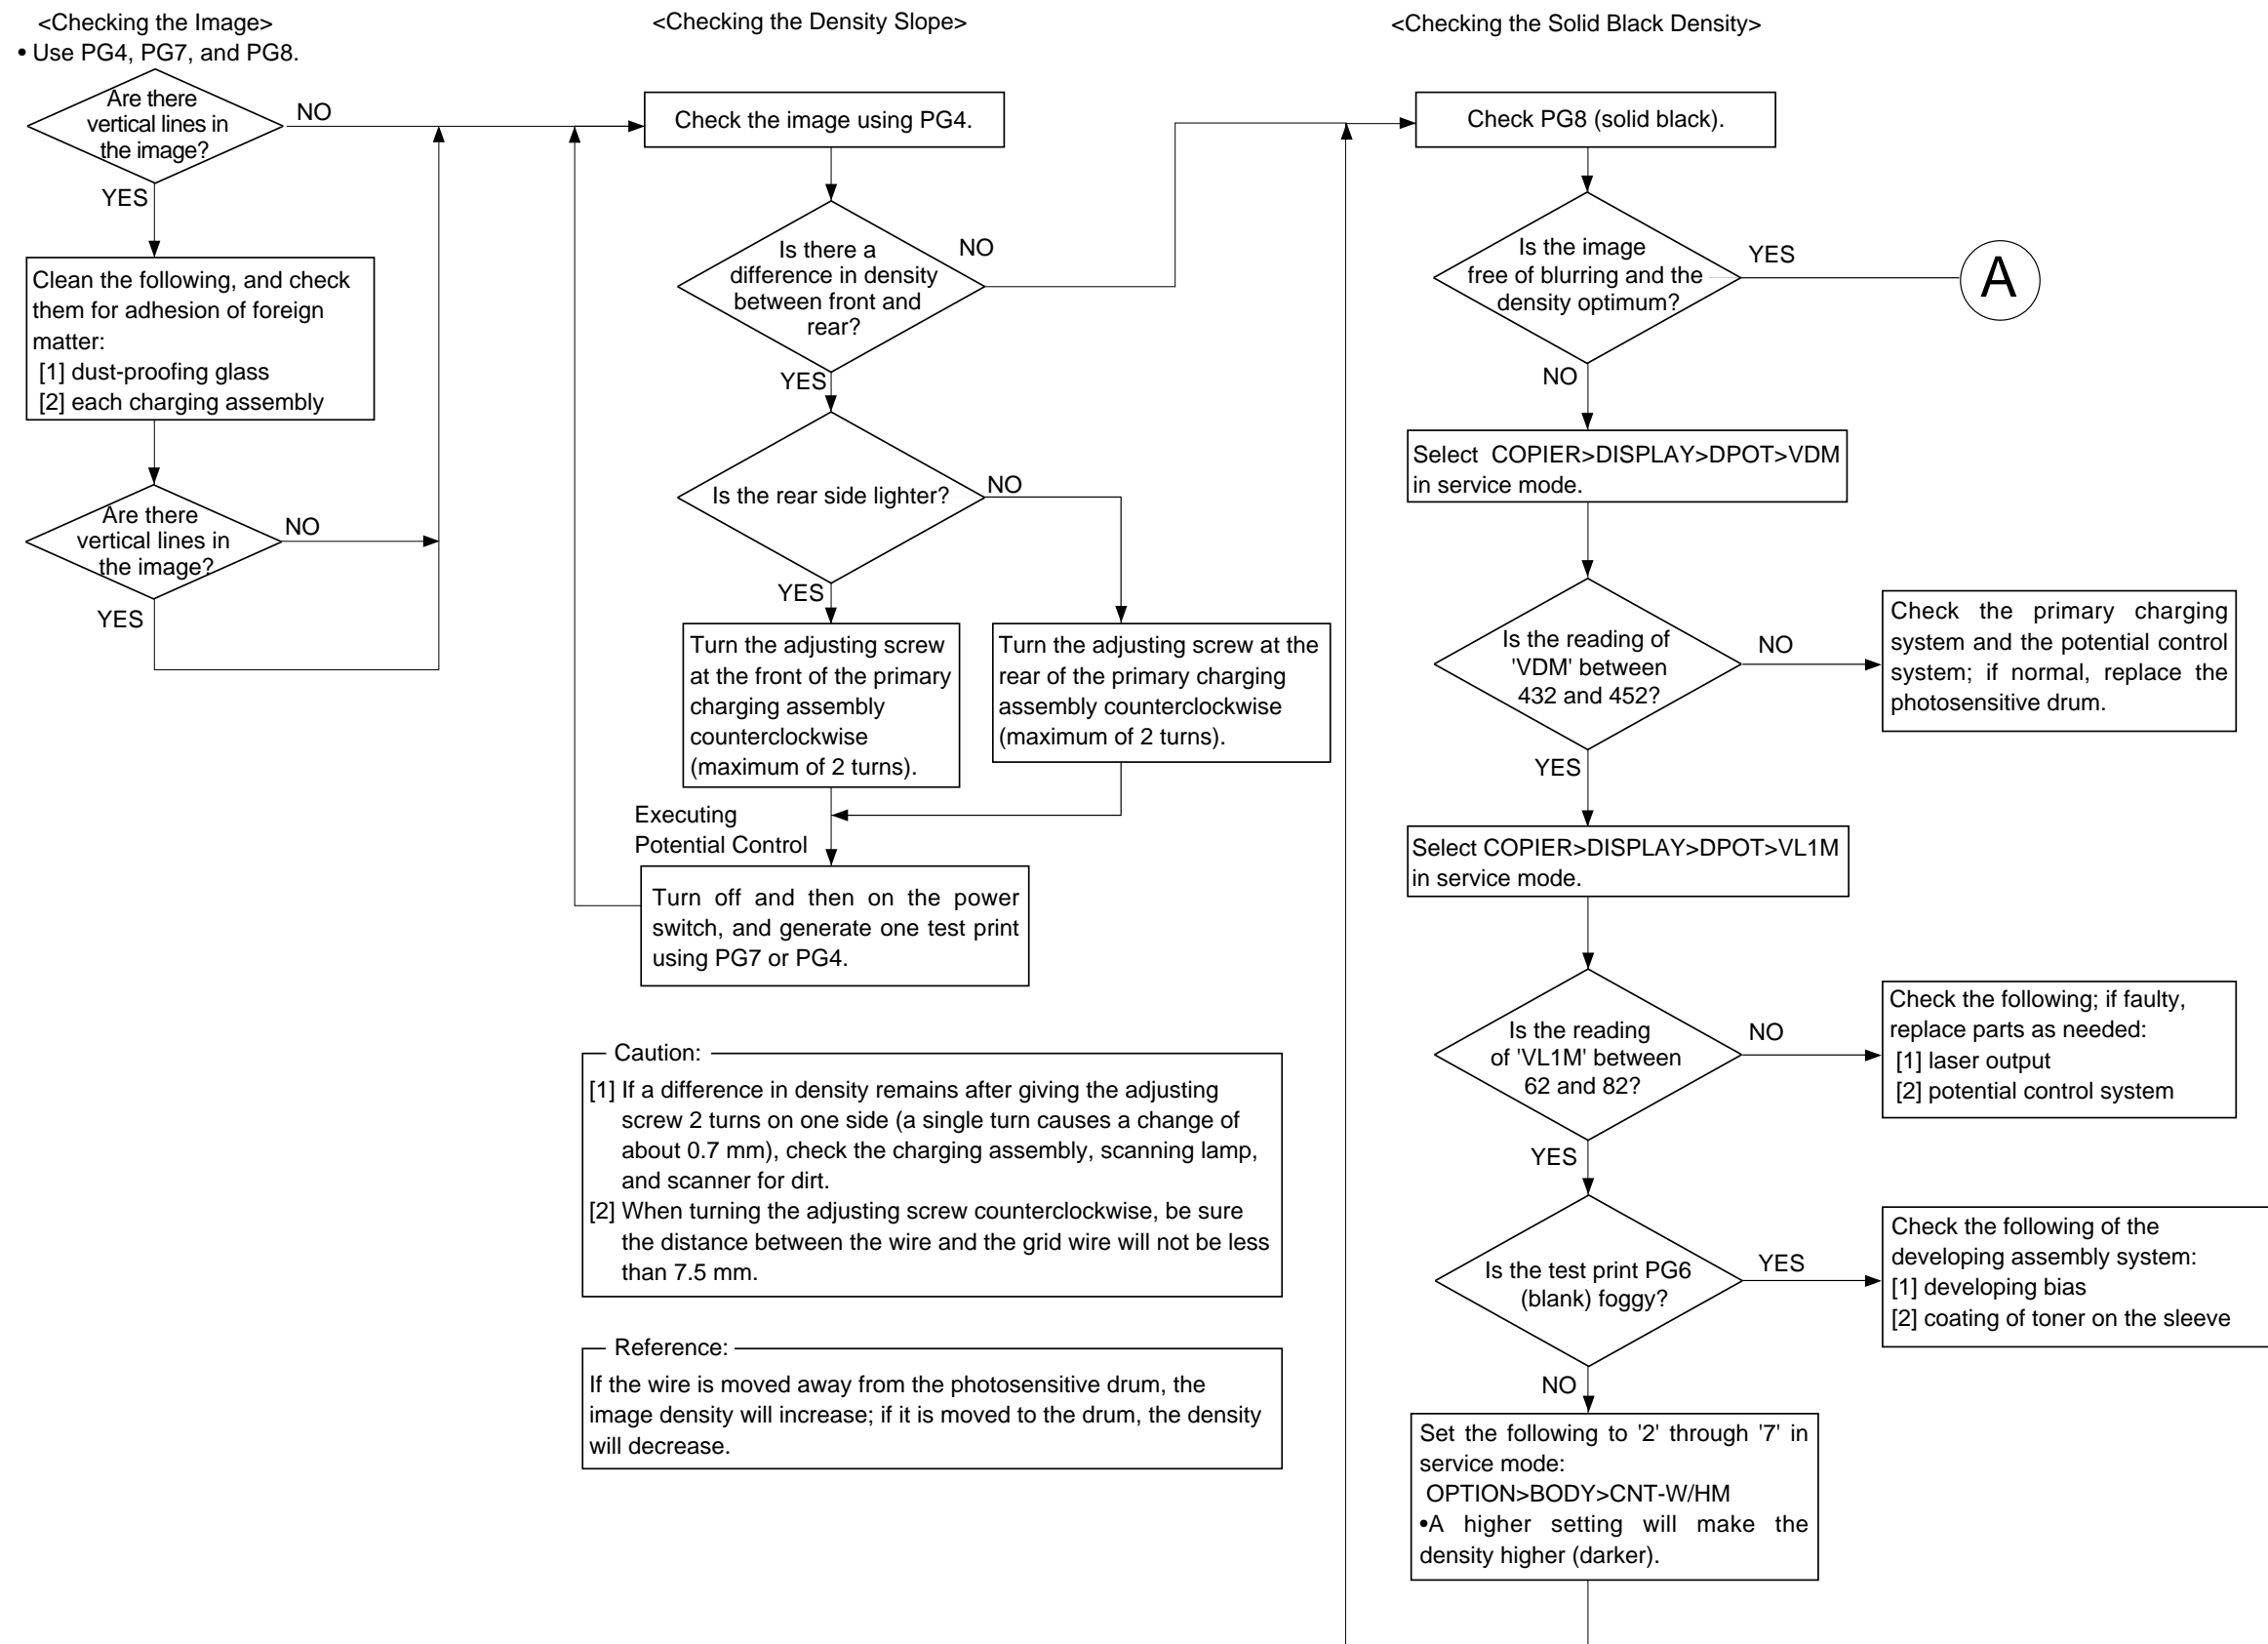 <Checking the Image>
• Use PG4, PG7, and PG8.
Are there
vertical lines in
the image?
NO
YES
Clean the following, and check
them for adhesion of foreign
matter:
[1] dust-proofing glass
[2] each charging assembly
Are there
vertical lines in
the image?
NO
YES
<Checking the Density Slope>
Check the image using PG4.
Is there a
difference in density
between front and
rear?
NO
YES
Is the rear side lighter?
NO
YES
Turn the adjusting screw
at the front of the primary
charging assembly
counterclockwise
(maximum of 2 turns).
Turn the adjusting screw at the
rear of the primary charging
assembly counterclockwise
(maximum of 2 turns).
Executing
Potential Control
Turn off and then on the power
switch, and generate one test print
using PG7 or PG4.
Caution:
[1] If a difference in density remains after giving the adjusting
screw 2 turns on one side (a single turn causes a change of
about 0.7 mm), check the charging assembly, scanning lamp,
and scanner for dirt.
[2] When turning the adjusting screw counterclockwise, be sure
the distance between the wire and the grid wire will not be less
than 7.5 mm.
Reference:
If the wire is moved away from the photosensitive drum, the
image density will increase; if it is moved to the drum, the density
will decrease.
<Checking the Solid Black Density>
Check PG8 (solid black).
Is the image
free of blurring and the
density optimum?
YES
A
NO
Select COPIER>DISPLAY>DPOT>VDM
in service mode.
Is the reading of
'VDM' between
432 and 452?
NO
Check the primary charging
system and the potential control
system; if normal, replace the
photosensitive drum.
YES
Select COPIER>DISPLAY>DPOT>VL1M
in service mode.
Is the reading
of 'VL1M' between
62 and 82?
NO
Check the following; if faulty,
replace parts as needed:
[1] laser output
[2] potential control system
YES
Is the test print PG6
(blank) foggy?
YES
Check the following of the
developing assembly system:
[1] developing bias
[2] coating of toner on the sleeve
NO
Set the following to '2' through '7' in
service mode:
OPTION>BODY>CNT-W/HM
•A higher setting will make the
density higher (darker).